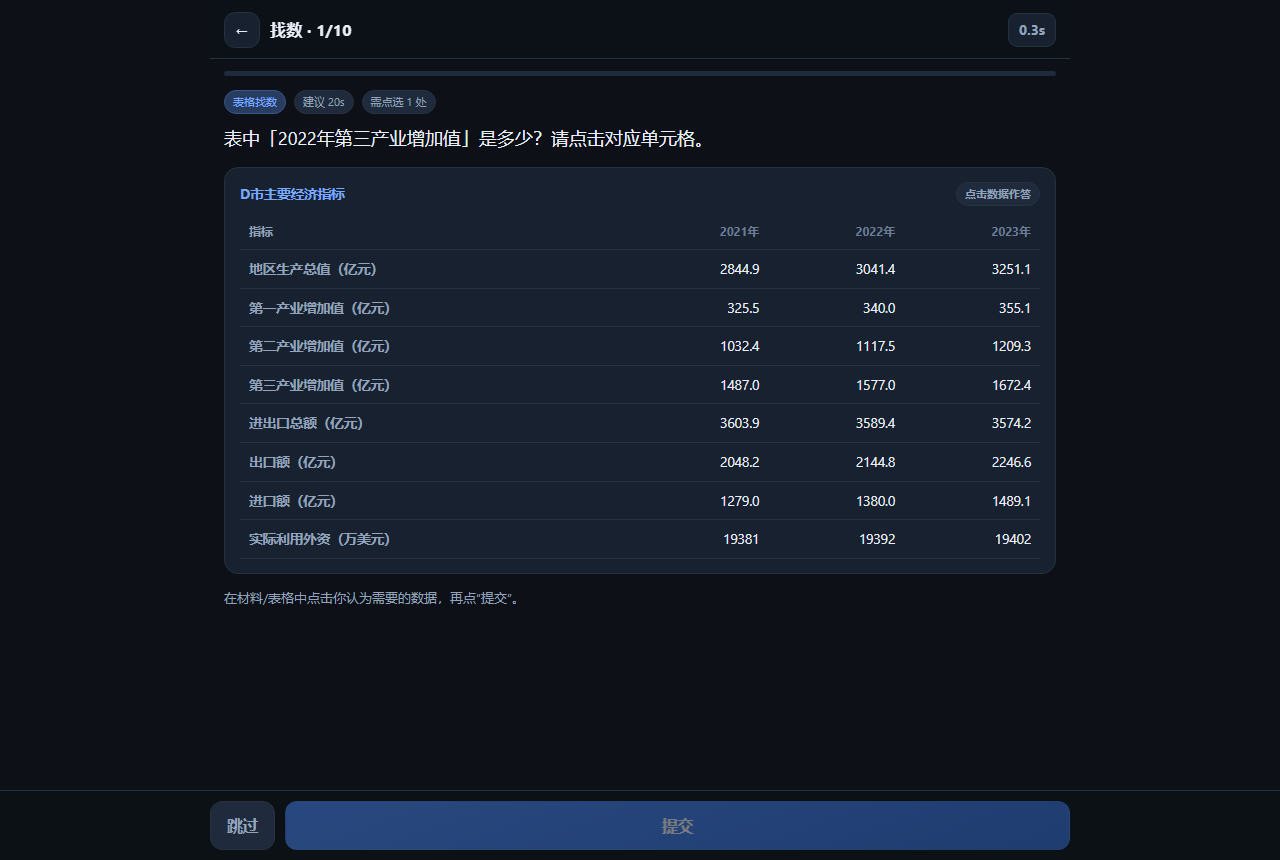 ← 找数 · 1/10 0.3s
表格找数 建议 20s 需点选 1 处
表中「2022年第三产业增加值」是多少？请点击对应单元格。
D市主要经济指标 点击数据作答
指标 2021年 2022年 2023年
地区生产总值（亿元） 2844.9 3041.4 3251.1
第一产业增加值（亿元） 325.5 340.0 355.1
第二产业增加值（亿元） 1032.4 1117.5 1209.3
第三产业增加值（亿元） 1487.0 1577.0 1672.4
进出口总额（亿元） 3603.9 3589.4 3574.2
出口额（亿元） 2048.2 2144.8 2246.6
进口额（亿元） 1279.0 1380.0 1489.1
实际利用外资（万美元） 19381 19392 19402
在材料/表格中点击你认为需要的数据，再点“提交”。
跳过 提交